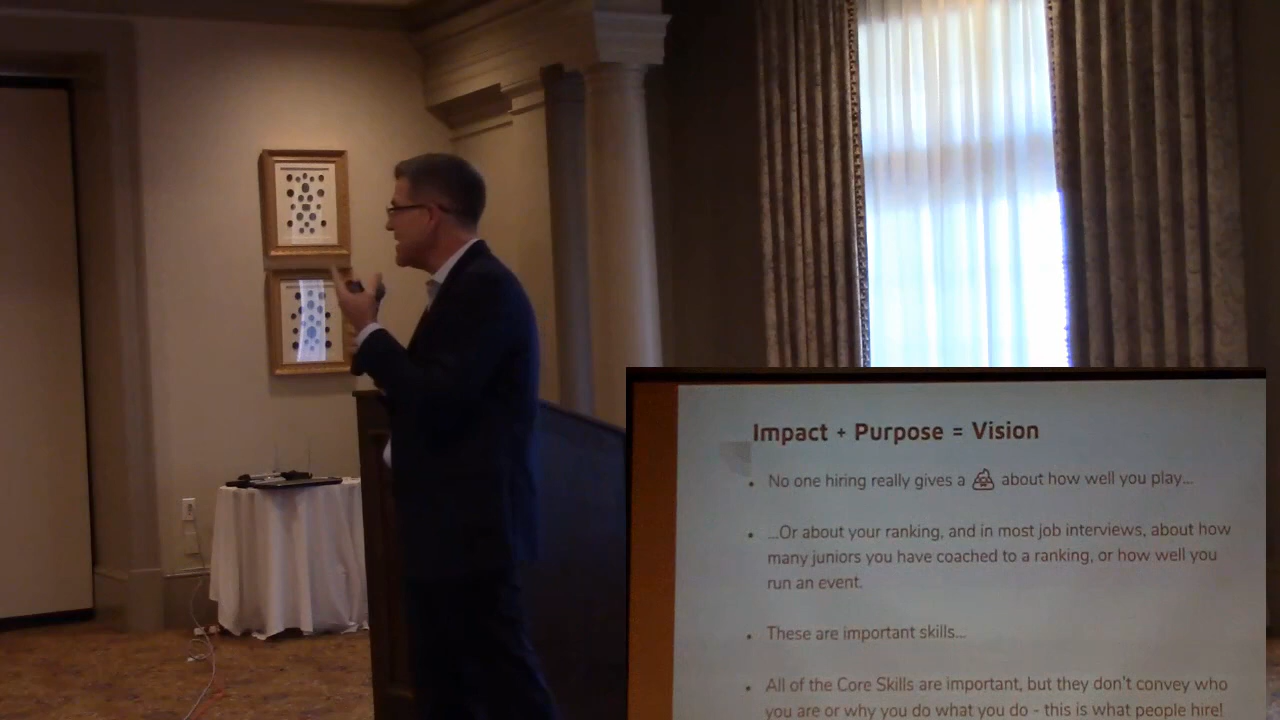 Impact + Purpose = Vision
• No one hiring really gives a 💩 about how well you play...
• ...Or about your ranking, and in most job interviews, about how
many juniors you have coached to a ranking, or how well you
run an event.
• These are important skills...
• All of the Core Skills are important, but they don't convey who
you are or why you do what you do - this is what people hire!